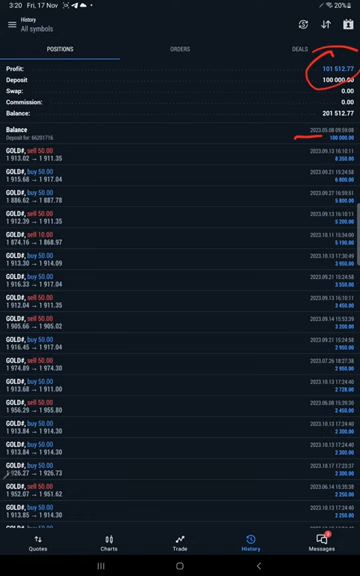 3:20 Fri, 17 Nov
20%
History
All symbols
POSITIONS
ORDERS
DEALS
Profit: 101 512.77
Deposit 100 000.00
Swap: 0.00
Commission: 0.00
Balance: 201 512.77
Balance 2023.05.08 09:59:08
Deposit for: 66201716 100 000.00
GOLD#, sell 50.00 2023.09.13 16:10:11
1 913.02 → 1 911.35 8 350.00
GOLD#, buy 50.00 2023.09.21 15:24:58
1 915.68 → 1 917.04 6 800.00
GOLD#, buy 50.00 2023.09.27 16:59:51
1 886.62 → 1 887.78 5 800.00
GOLD#, sell 50.00 2023.09.13 16:10:11
1 912.39 → 1 911.35 5 200.00
GOLD#, sell 10.00 2023.10.11 15:34:00
1 874.16 → 1 868.97 5 190.00
GOLD#, buy 50.00 2023.10.13 17:30:49
1 913.30 → 1 914.09 3 950.00
GOLD#, buy 50.00 2023.09.21 15:24:58
1 916.33 → 1 917.04 3 550.00
GOLD#, sell 50.00 2023.09.13 16:10:11
1 912.04 → 1 911.35 3 450.00
GOLD#, sell 50.00 2023.09.14 15:53:39
1 905.66 → 1 905.02 3 200.00
GOLD#, buy 50.00 2023.09.21 15:24:58
1 916.45 → 1 917.04 2 950.00
GOLD#, sell 50.00 2023.07.26 18:27:38
1 974.89 → 1 974.30 2 950.00
GOLD#, sell 10.00 2023.10.13 17:24:40
1 913.68 → 1 911.00 2 728.00
GOLD#, sell 50.00 2023.06.08 15:39:30
1 956.29 → 1 955.80 2 450.00
GOLD#, buy 50.00 2023.10.13 17:24:40
1 913.84 → 1 914.30 2 300.00
GOLD#, buy 50.00 2023.10.13 17:24:40
1 913.84 → 1 914.30 2 300.00
GOLD#, buy 50.00 2023.10.13 17:23:37
1 926.27 → 1 926.73 2 300.00
GOLD#, sell 50.00 2023.06.14 15:35:38
1 952.07 → 1 951.62 2 250.00
GOLD#, buy 50.00 2023.10.13 17:24:40
1 913.85 → 1 914.30 2 250.00
Quotes
Charts
Trade
History
Messages